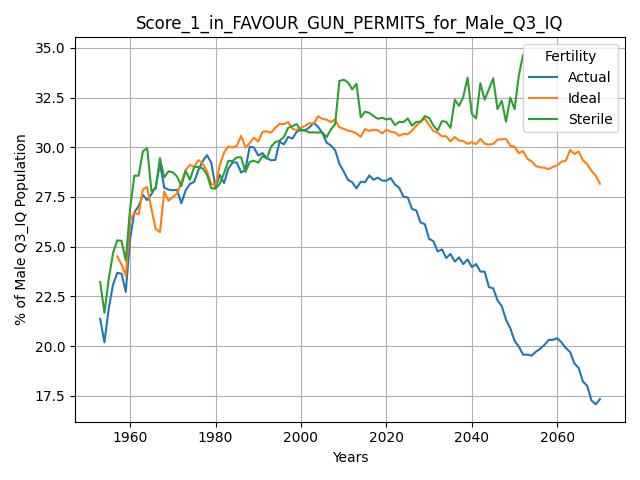 Score_1_in_FAVOUR_GUN_PERMITS_for_Male_Q3_IQ
35.0
32.5
30.0
27.5
25.0
22.5
20.0
17.5
% of Male Q3_IQ Population
Fertility
Actual
Ideal
Sterile
1960 1980 2000 2020 2040 2060
Years